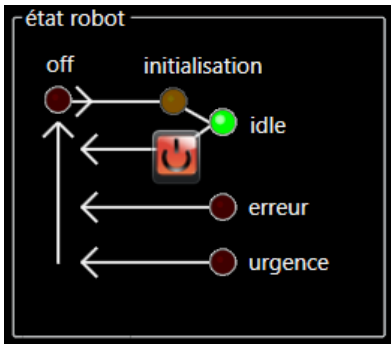 état robot
off
initialisation
idle
erreur
urgence